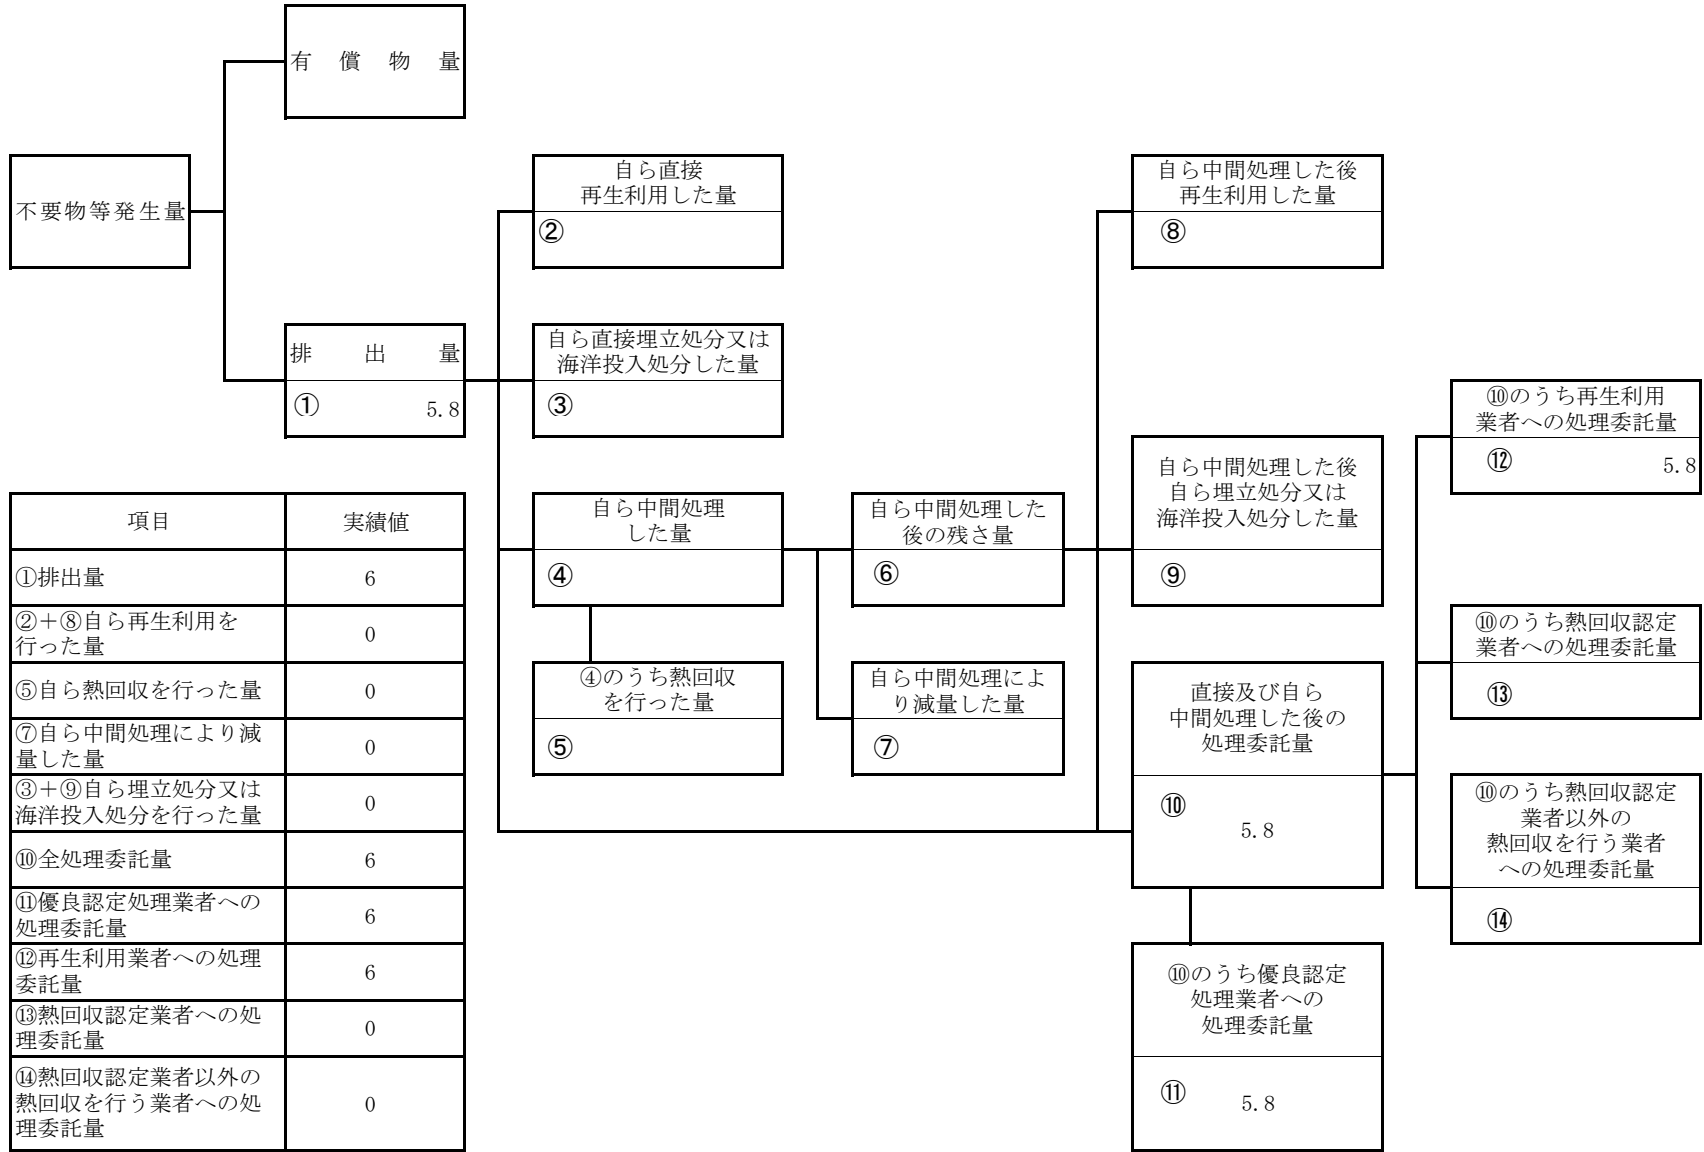 有償物量
不要物等発生量
排出量
① 5.8
自ら直接
再生利用した量
②
自ら直接埋立処分又は
海洋投入処分した量
③
自ら中間処理
した量
④
④のうち熱回収
を行った量
⑤
自ら中間処理した
後の残さ量
⑥
自ら中間処理によ
り減量した量
⑦
自ら中間処理した後
再生利用した量
⑧
自ら中間処理した後
自ら埋立処分又は
海洋投入処分した量
⑨
直接及び自ら
中間処理した後の
処理委託量
⑩
5.8
⑩のうち優良認定
処理業者への
処理委託量
⑪
5.8
⑩のうち再生利用
業者への処理委託量
⑫ 5.8
⑩のうち熱回収認定
業者への処理委託量
⑬
⑩のうち熱回収認定
業者以外の
熱回収を行う業者
への処理委託量
⑭
項目 実績値
①排出量 6
②+⑧自ら再生利用を
行った量 0
⑤自ら熱回収を行った量 0
⑦自ら中間処理により減
量した量 0
③+⑨自ら埋立処分又は
海洋投入処分を行った量 0
⑩全処理委託量 6
⑪優良認定処理業者への
処理委託量 6
⑫再生利用業者への処理
委託量 6
⑬熱回収認定業者への処
理委託量 0
⑭熱回収認定業者以外の
熱回収を行う業者への処
理委託量 0